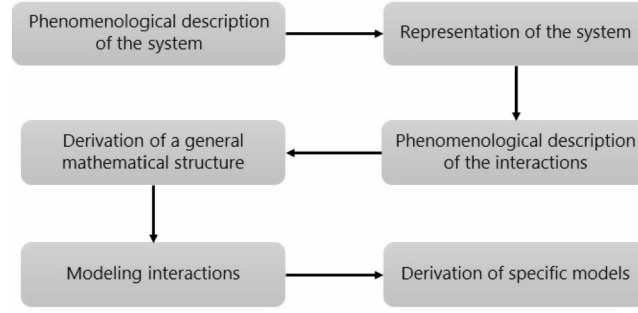 Phenomenological description
of the system
Representation of the system
Phenomenological description
of the interactions
Derivation of a general
mathematical structure
Modeling interactions
Derivation of specific models